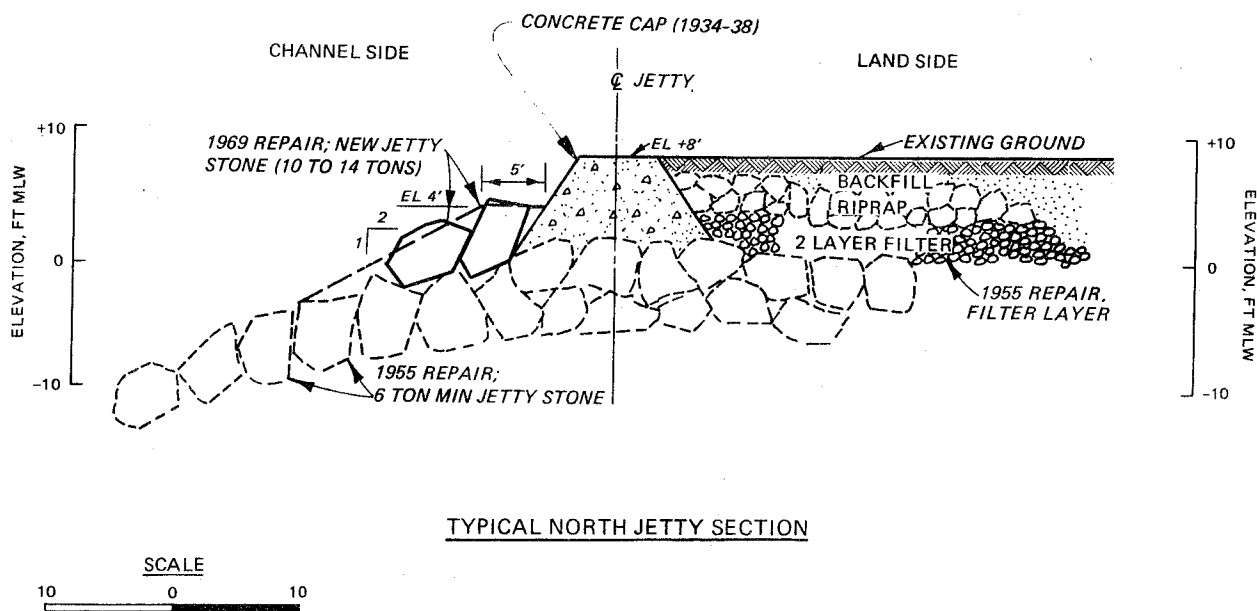 CONCRETE CAP (1934-38)
CHANNEL SIDE
LAND SIDE
℄ JETTY
+10
0
-10
ELEVATION, FT MLW
1969 REPAIR; NEW JETTY
STONE (10 TO 14 TONS)
5'
EL 4'
2
1
EL +8'
EXISTING GROUND
BACKFILL
RIPRAP
2 LAYER FILTER
1955 REPAIR,
FILTER LAYER
+10
0
-10
ELEVATION, FT MLW
1955 REPAIR;
6 TON MIN JETTY STONE
TYPICAL NORTH JETTY SECTION
SCALE
10 0 10